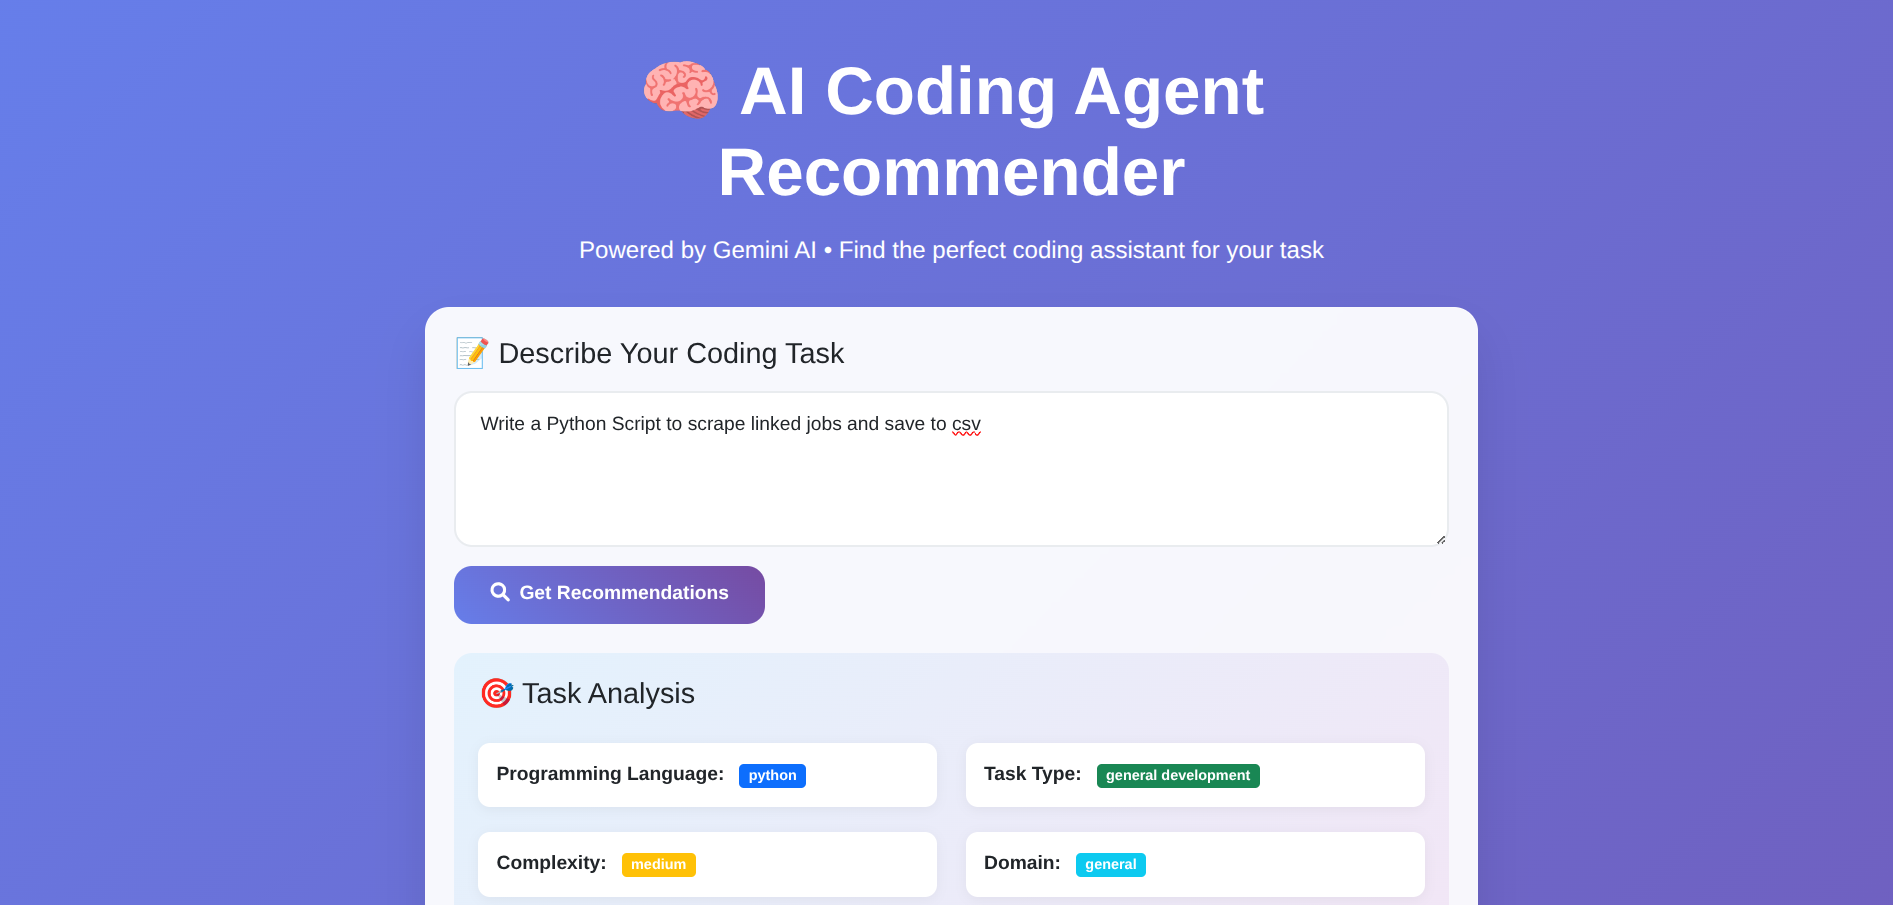 AI Coding Agent
Recommender
Powered by Gemini AI • Find the perfect coding assistant for your task
Describe Your Coding Task
Write a Python Script to scrape linked jobs and save to csv
Get Recommendations
Task Analysis
Programming Language: python
Task Type: general development
Complexity: medium
Domain: general